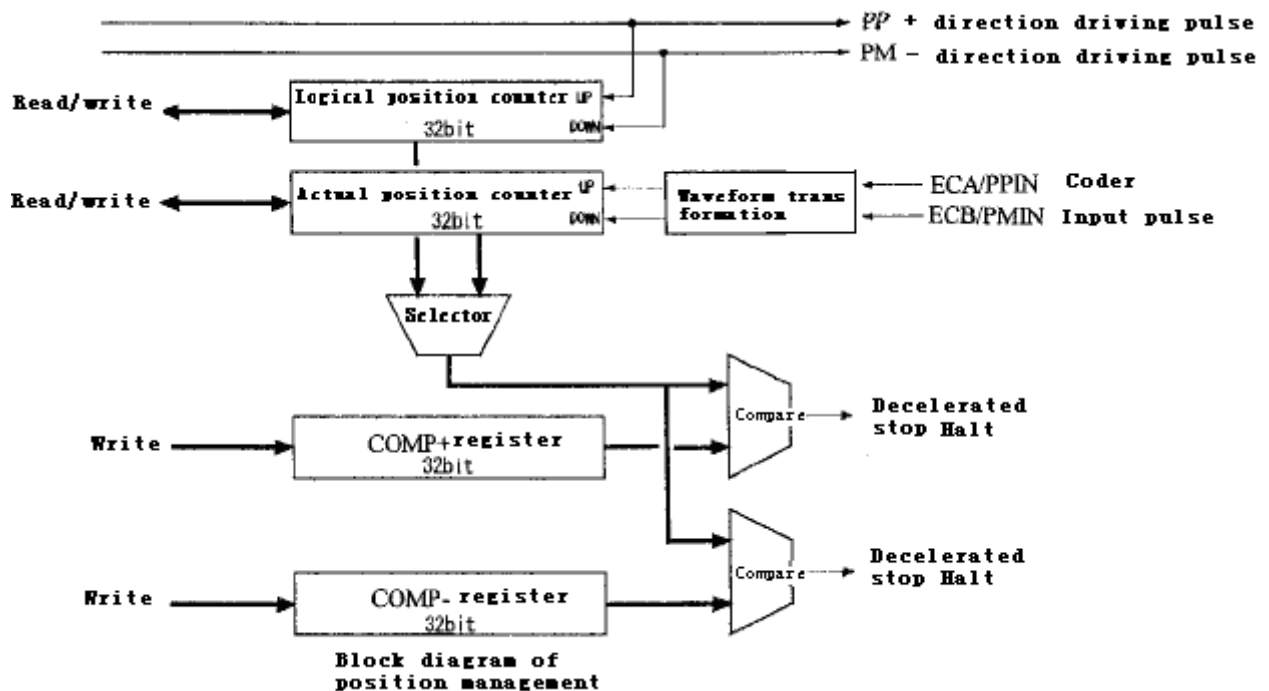 PP + direction driving pulse
PM - direction driving pulse
Read/write
Logical position counter UP
32bit DOWN
Read/write
Actual position counter UP
32bit DOWN
Waveform trans
formation
ECA/PPIN Coder
ECB/PMIN Input pulse
Selector
Compare
Decelerated
stop Halt
Write
COMP+register
32bit
Compare
Decelerated
stop Halt
Write
COMP- register
32bit
Block diagram of
position management